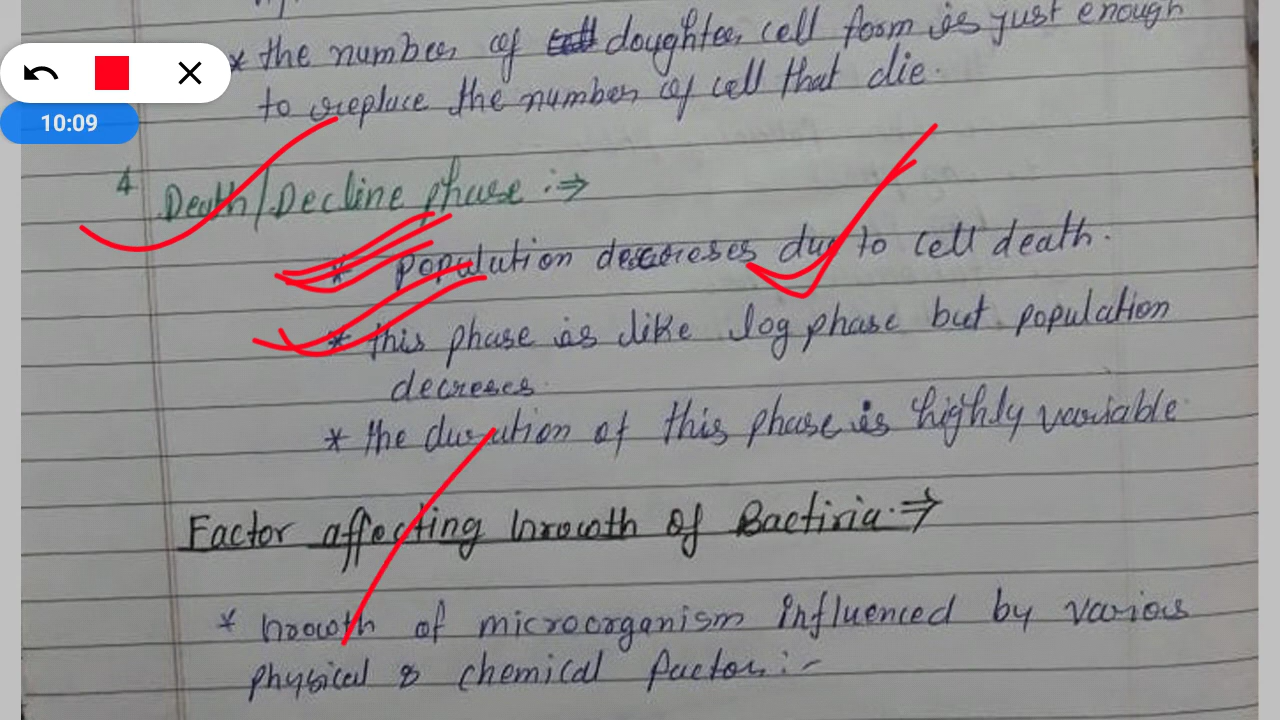 * the number of cell doughter cell form is just enough
10:09
to replace the number of cell that die.
4 Death/Decline phase :⇒
* Population decreses due to cell death.
* this phase is like log phase but population
decreses.
* the duration of this phase is highly variable
Factor affecting Growth of Bactiria:⇒
* Growth of microorganism influenced by various
physical & chemical factor :-